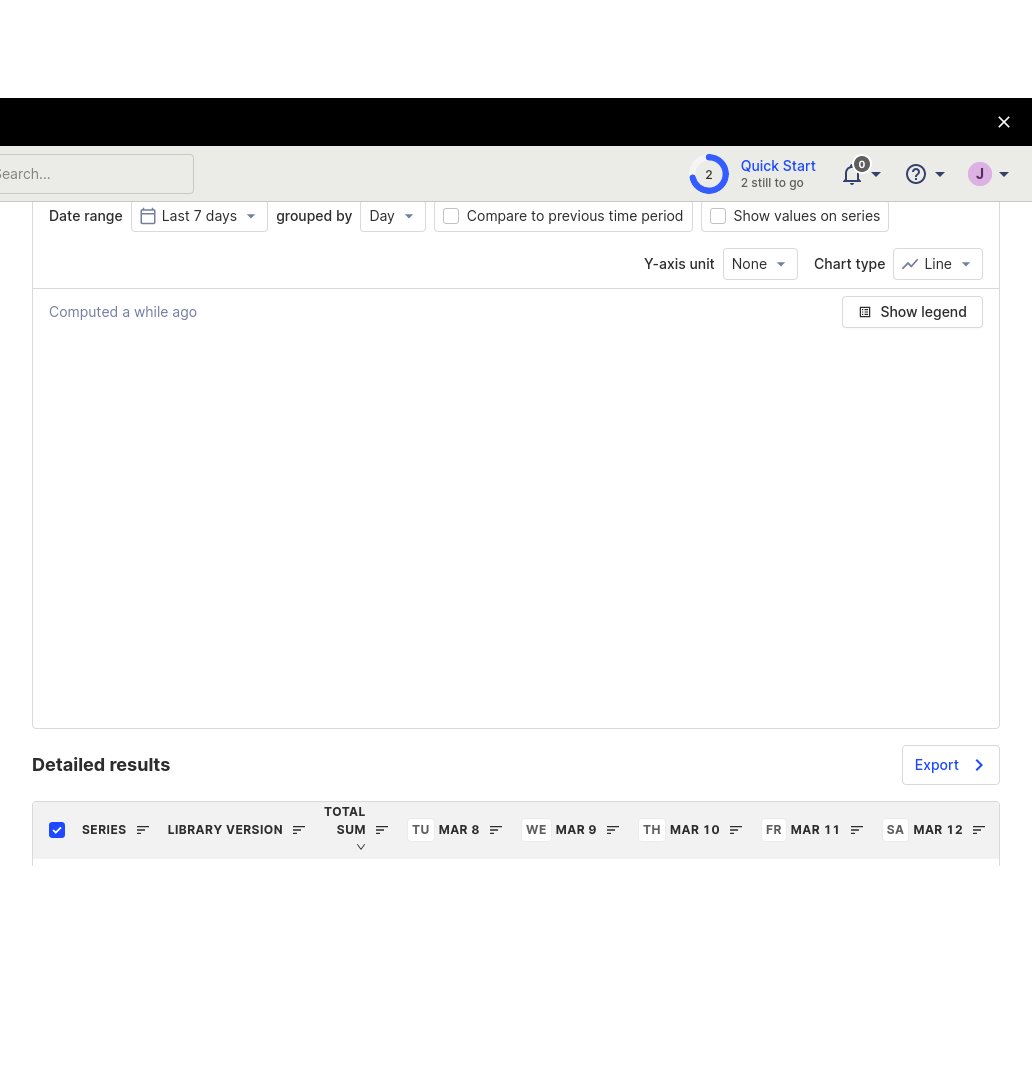 Search...
2
Quick Start
2 still to go
0
J
Date range Last 7 days grouped by Day Compare to previous time period Show values on series
Y-axis unit None Chart type Line
Computed a while ago Show legend
Detailed results Export
SERIES LIBRARY VERSION TOTAL SUM TU MAR 8 WE MAR 9 TH MAR 10 FR MAR 11 SA MAR 12